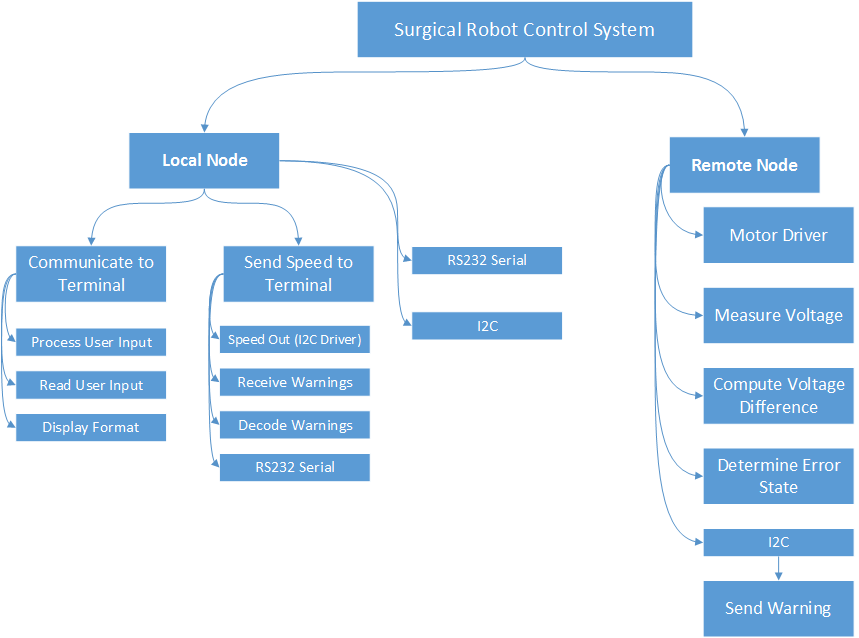 Surgical Robot Control System
Local Node
Remote Node
Communicate to
Terminal
Process User Input
Read User Input
Display Format
Send Speed to
Terminal
Speed Out (I2C Driver)
Receive Warnings
Decode Warnings
RS232 Serial
RS232 Serial
I2C
Motor Driver
Measure Voltage
Compute Voltage
Difference
Determine Error
State
I2C
Send Warning